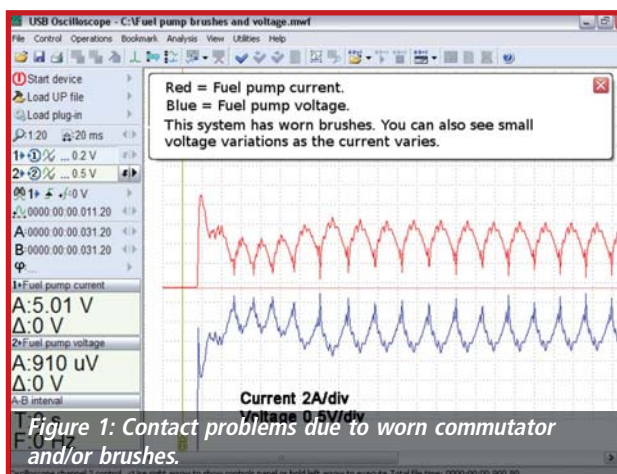 USB Oscilloscope - C:\Fuel pump brushes and voltage.mwf
File Control Operations Bookmark Analysis View Utilities Help
Start device
Load UP file
Load plug-in
1:20 20 ms
1 ... 0.2 V
2 ... 0.5 V
0 V
0000:00:00.011.20
A:0000:00:00.031.20
B:0000:00:00.031.20
φ
Red = Fuel pump current.
Blue = Fuel pump voltage.
This system has worn brushes. You can also see small
voltage variations as the current varies.
1 Fuel pump current
A:5.01 V
Δ:0 V
2 Fuel pump voltage
A:910 uV
Δ:0 V
A-B interval
T:0 s
F:0 Hz
Current 2A/div
Voltage 0.5V/div
Figure 1: Contact problems due to worn commutator
and/or brushes.